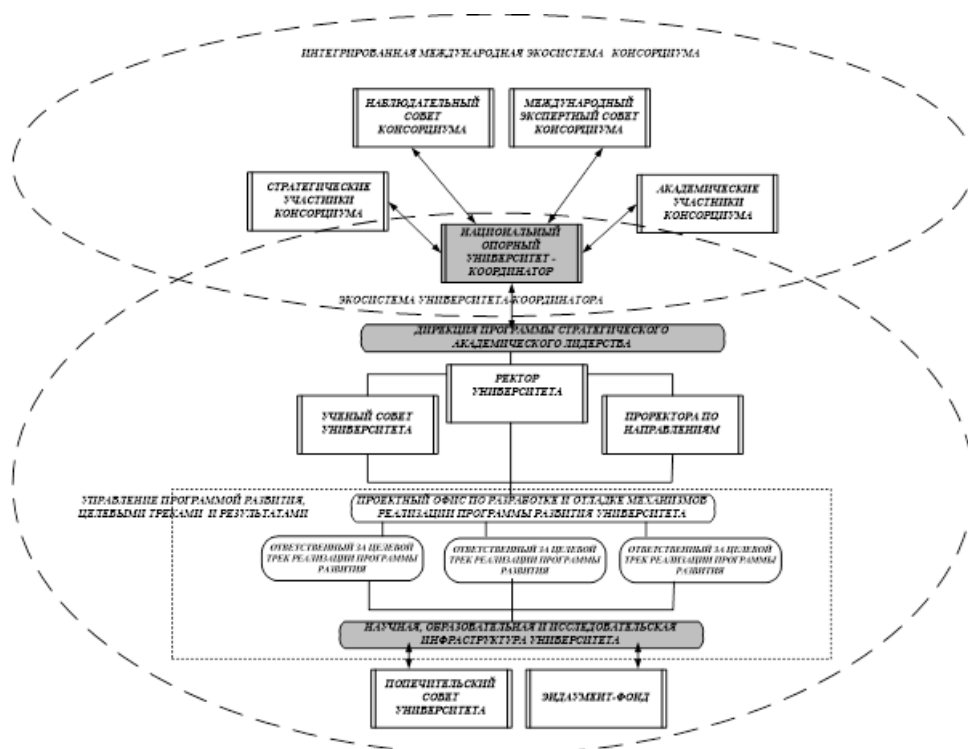 ИНТЕГРИРОВАННАЯ МЕЖДУНАРОДНАЯ ЭКОСИСТЕМА КОНСОРЦИУМА
НАБЛЮДАТЕЛЬНЫЙ
СОВЕТ
КОНСОРЦИУМА
МЕЖДУНАРОДНЫЙ
ЭКСПЕРТНЫЙ СОВЕТ
КОНСОРЦИУМА
СТРАТЕГИЧЕСКИЕ
УЧАСТНИКИ
КОНСОРЦИУМА
АКАДЕМИЧЕСКИЕ
УЧАСТНИКИ
КОНСОРЦИУМА
НАЦИОНАЛЬНЫЙ
ОПОРНЫЙ
УНИВЕРСИТЕТ -
КООРДИНАТОР
ЭКОСИСТЕМА УНИВЕРСИТЕТА-КООРДИНАТОРА
ДИРЕКЦИЯ ПРОГРАММЫ СТРАТЕГИЧЕСКОГО
АКАДЕМИЧЕСКОГО ЛИДЕРСТВА
РЕКТОР
УНИВЕРСИТЕТА
УЧЕНЫЙ СОВЕТ
УНИВЕРСИТЕТА
ПРОРЕКТОРА ПО
НАПРАВЛЕНИЯМ
УПРАВЛЕНИЕ ПРОГРАММОЙ РАЗВИТИЯ,
ЦЕЛЕВЫМИ ТРЕКАМИ И РЕЗУЛЬТАТАМИ
ПРОЕКТНЫЙ ОФИС ПО РАЗРАБОТКЕ И ОТЛАДКЕ МЕХАНИЗМОВ
РЕАЛИЗАЦИИ ПРОГРАММЫ РАЗВИТИЯ УНИВЕРСИТЕТА
ОТВЕТСТВЕННЫЙ ЗА ЦЕЛЕВОЙ
ТРЕК РЕАЛИЗАЦИИ ПРОГРАММЫ
РАЗВИТИЯ
ОТВЕТСТВЕННЫЙ ЗА ЦЕЛЕВОЙ
ТРЕК РЕАЛИЗАЦИИ ПРОГРАММЫ
РАЗВИТИЯ
ОТВЕТСТВЕННЫЙ ЗА ЦЕЛЕВОЙ
ТРЕК РЕАЛИЗАЦИИ ПРОГРАММЫ
РАЗВИТИЯ
НАУЧНАЯ, ОБРАЗОВАТЕЛЬНАЯ И ИССЛЕДОВАТЕЛЬСКАЯ
ИНФРАСТРУКТУРА УНИВЕРСИТЕТА
ПОПЕЧИТЕЛЬСКИЙ
СОВЕТ
УНИВЕРСИТЕТА
ЭНДАУМЕНТ-ФОНД